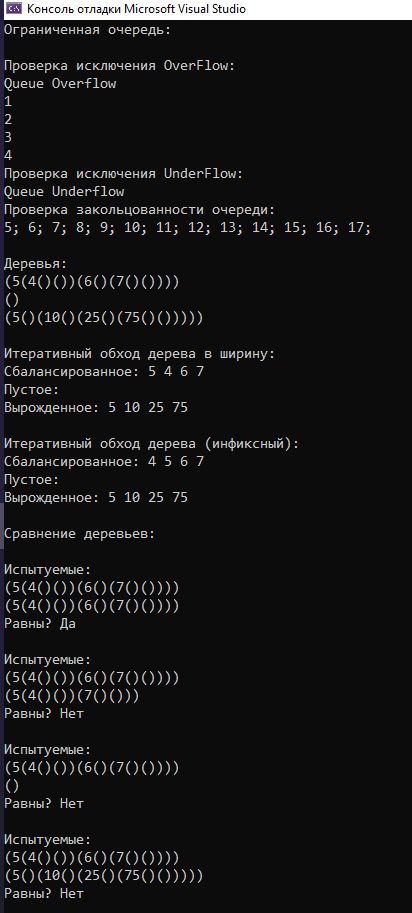 Консоль отладки Microsoft Visual Studio
Ограниченная очередь:
Проверка исключения OverFlow:
Queue Overflow
1
2
3
4
Проверка исключения UnderFlow:
Queue Underflow
Проверка закольцованности очереди:
5; 6; 7; 8; 9; 10; 11; 12; 13; 14; 15; 16; 17;
Деревья:
(5(4()())(6()(7()())))
()
(5()(10()(25()(75()()))))
Итеративный обход дерева в ширину:
Сбалансированное: 5 4 6 7
Пустое:
Вырожденное: 5 10 25 75
Итеративный обход дерева (инфиксный):
Сбалансированное: 4 5 6 7
Пустое:
Вырожденное: 5 10 25 75
Сравнение деревьев:
Испытуемые:
(5(4()())(6()(7()())))
(5(4()())(6()(7()())))
Равны? Да
Испытуемые:
(5(4()())(6()(7()())))
(5(4()())(7()()))
Равны? Нет
Испытуемые:
(5(4()())(6()(7()())))
()
Равны? Нет
Испытуемые:
(5(4()())(6()(7()())))
(5()(10()(25()(75()()))))
Равны? Нет